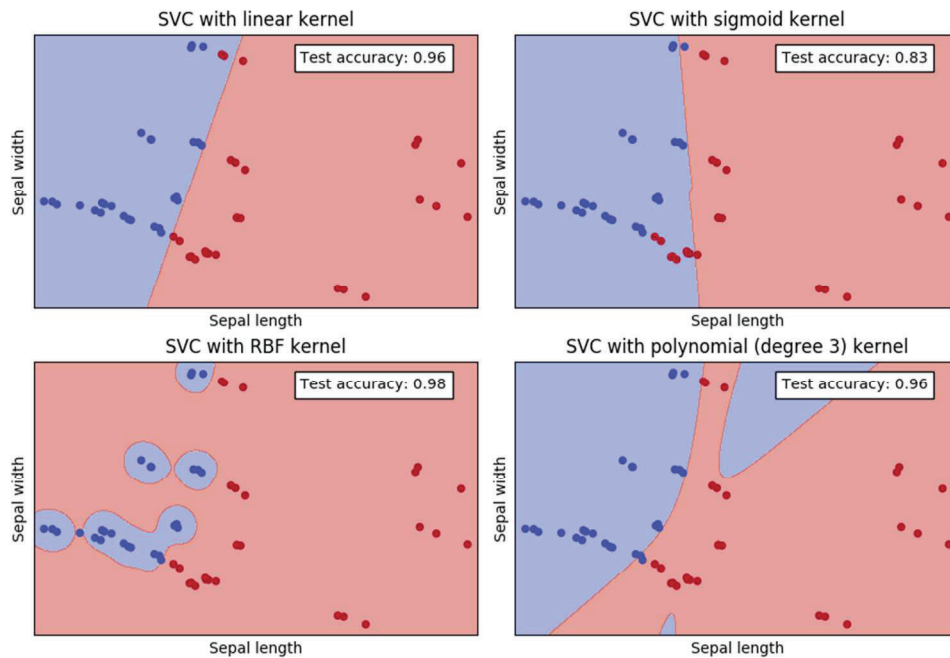 SVC with linear kernel
Test accuracy: 0.96
Sepal width
Sepal length
SVC with sigmoid kernel
Test accuracy: 0.83
Sepal width
Sepal length
SVC with RBF kernel
Test accuracy: 0.98
Sepal width
Sepal length
SVC with polynomial (degree 3) kernel
Test accuracy: 0.96
Sepal width
Sepal length